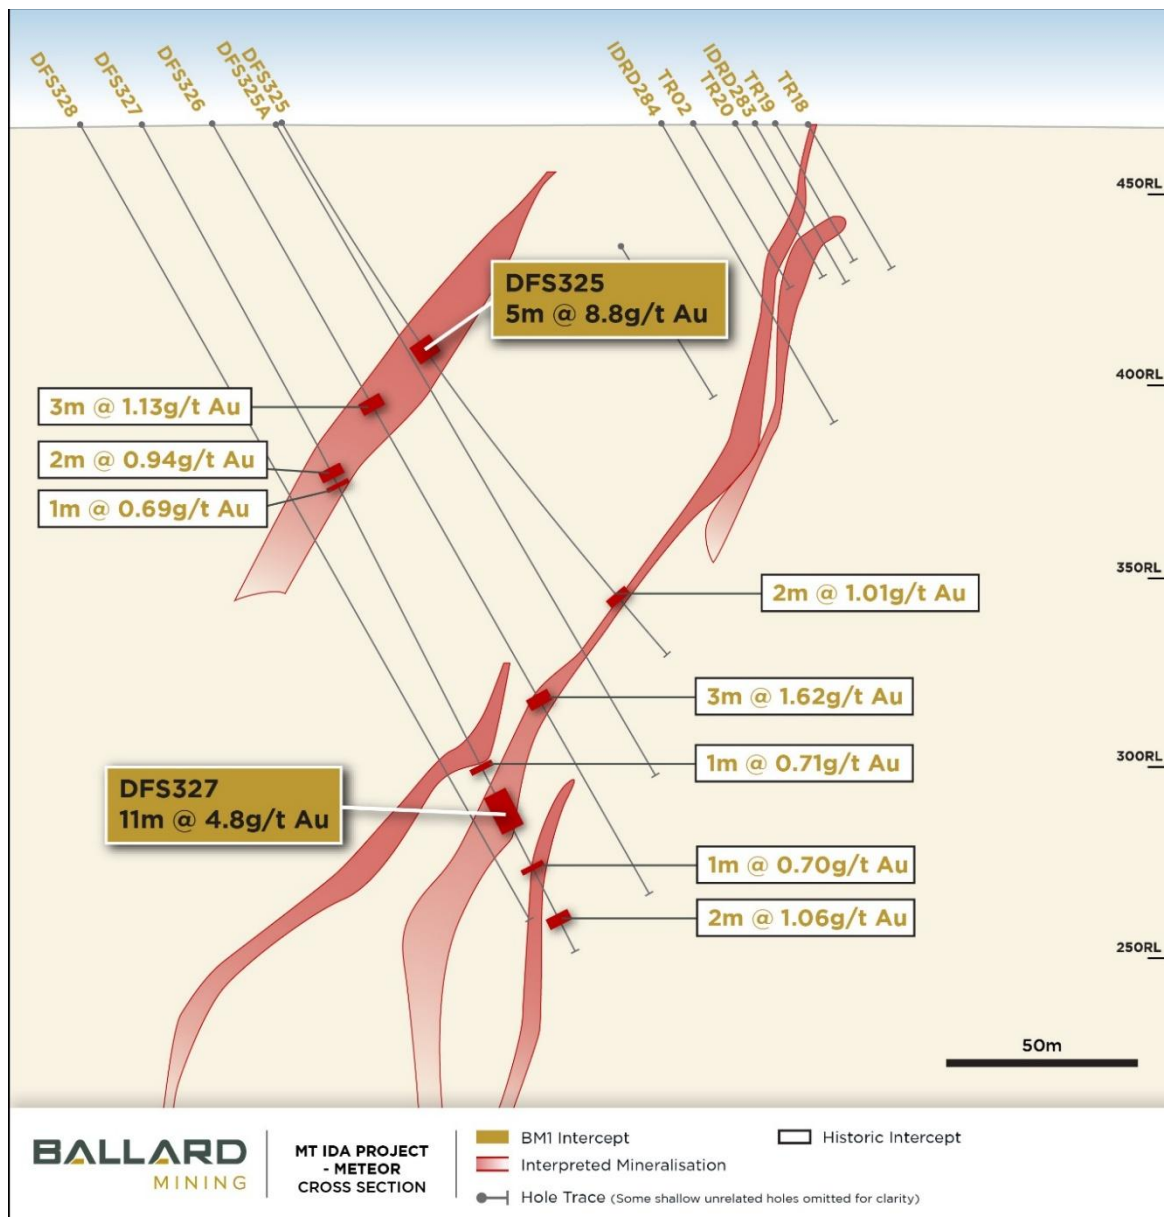 DFS328
DFS327
DFS326
DFS325A
DFS325
IDRD284
TR02
TR20
IDRD283
TR19
TR18
450RL
DFS325
5m @ 8.8g/t Au
400RL
3m @ 1.13g/t Au
2m @ 0.94g/t Au
1m @ 0.69g/t Au
350RL
2m @ 1.01g/t Au
3m @ 1.62g/t Au
1m @ 0.71g/t Au
300RL
DFS327
11m @ 4.8g/t Au
1m @ 0.70g/t Au
2m @ 1.06g/t Au
250RL
50m
BALLARD
MINING
MT IDA PROJECT
- METEOR
CROSS SECTION
BM1 Intercept
Historic Intercept
Interpreted Mineralisation
Hole Trace (Some shallow unrelated holes omitted for clarity)